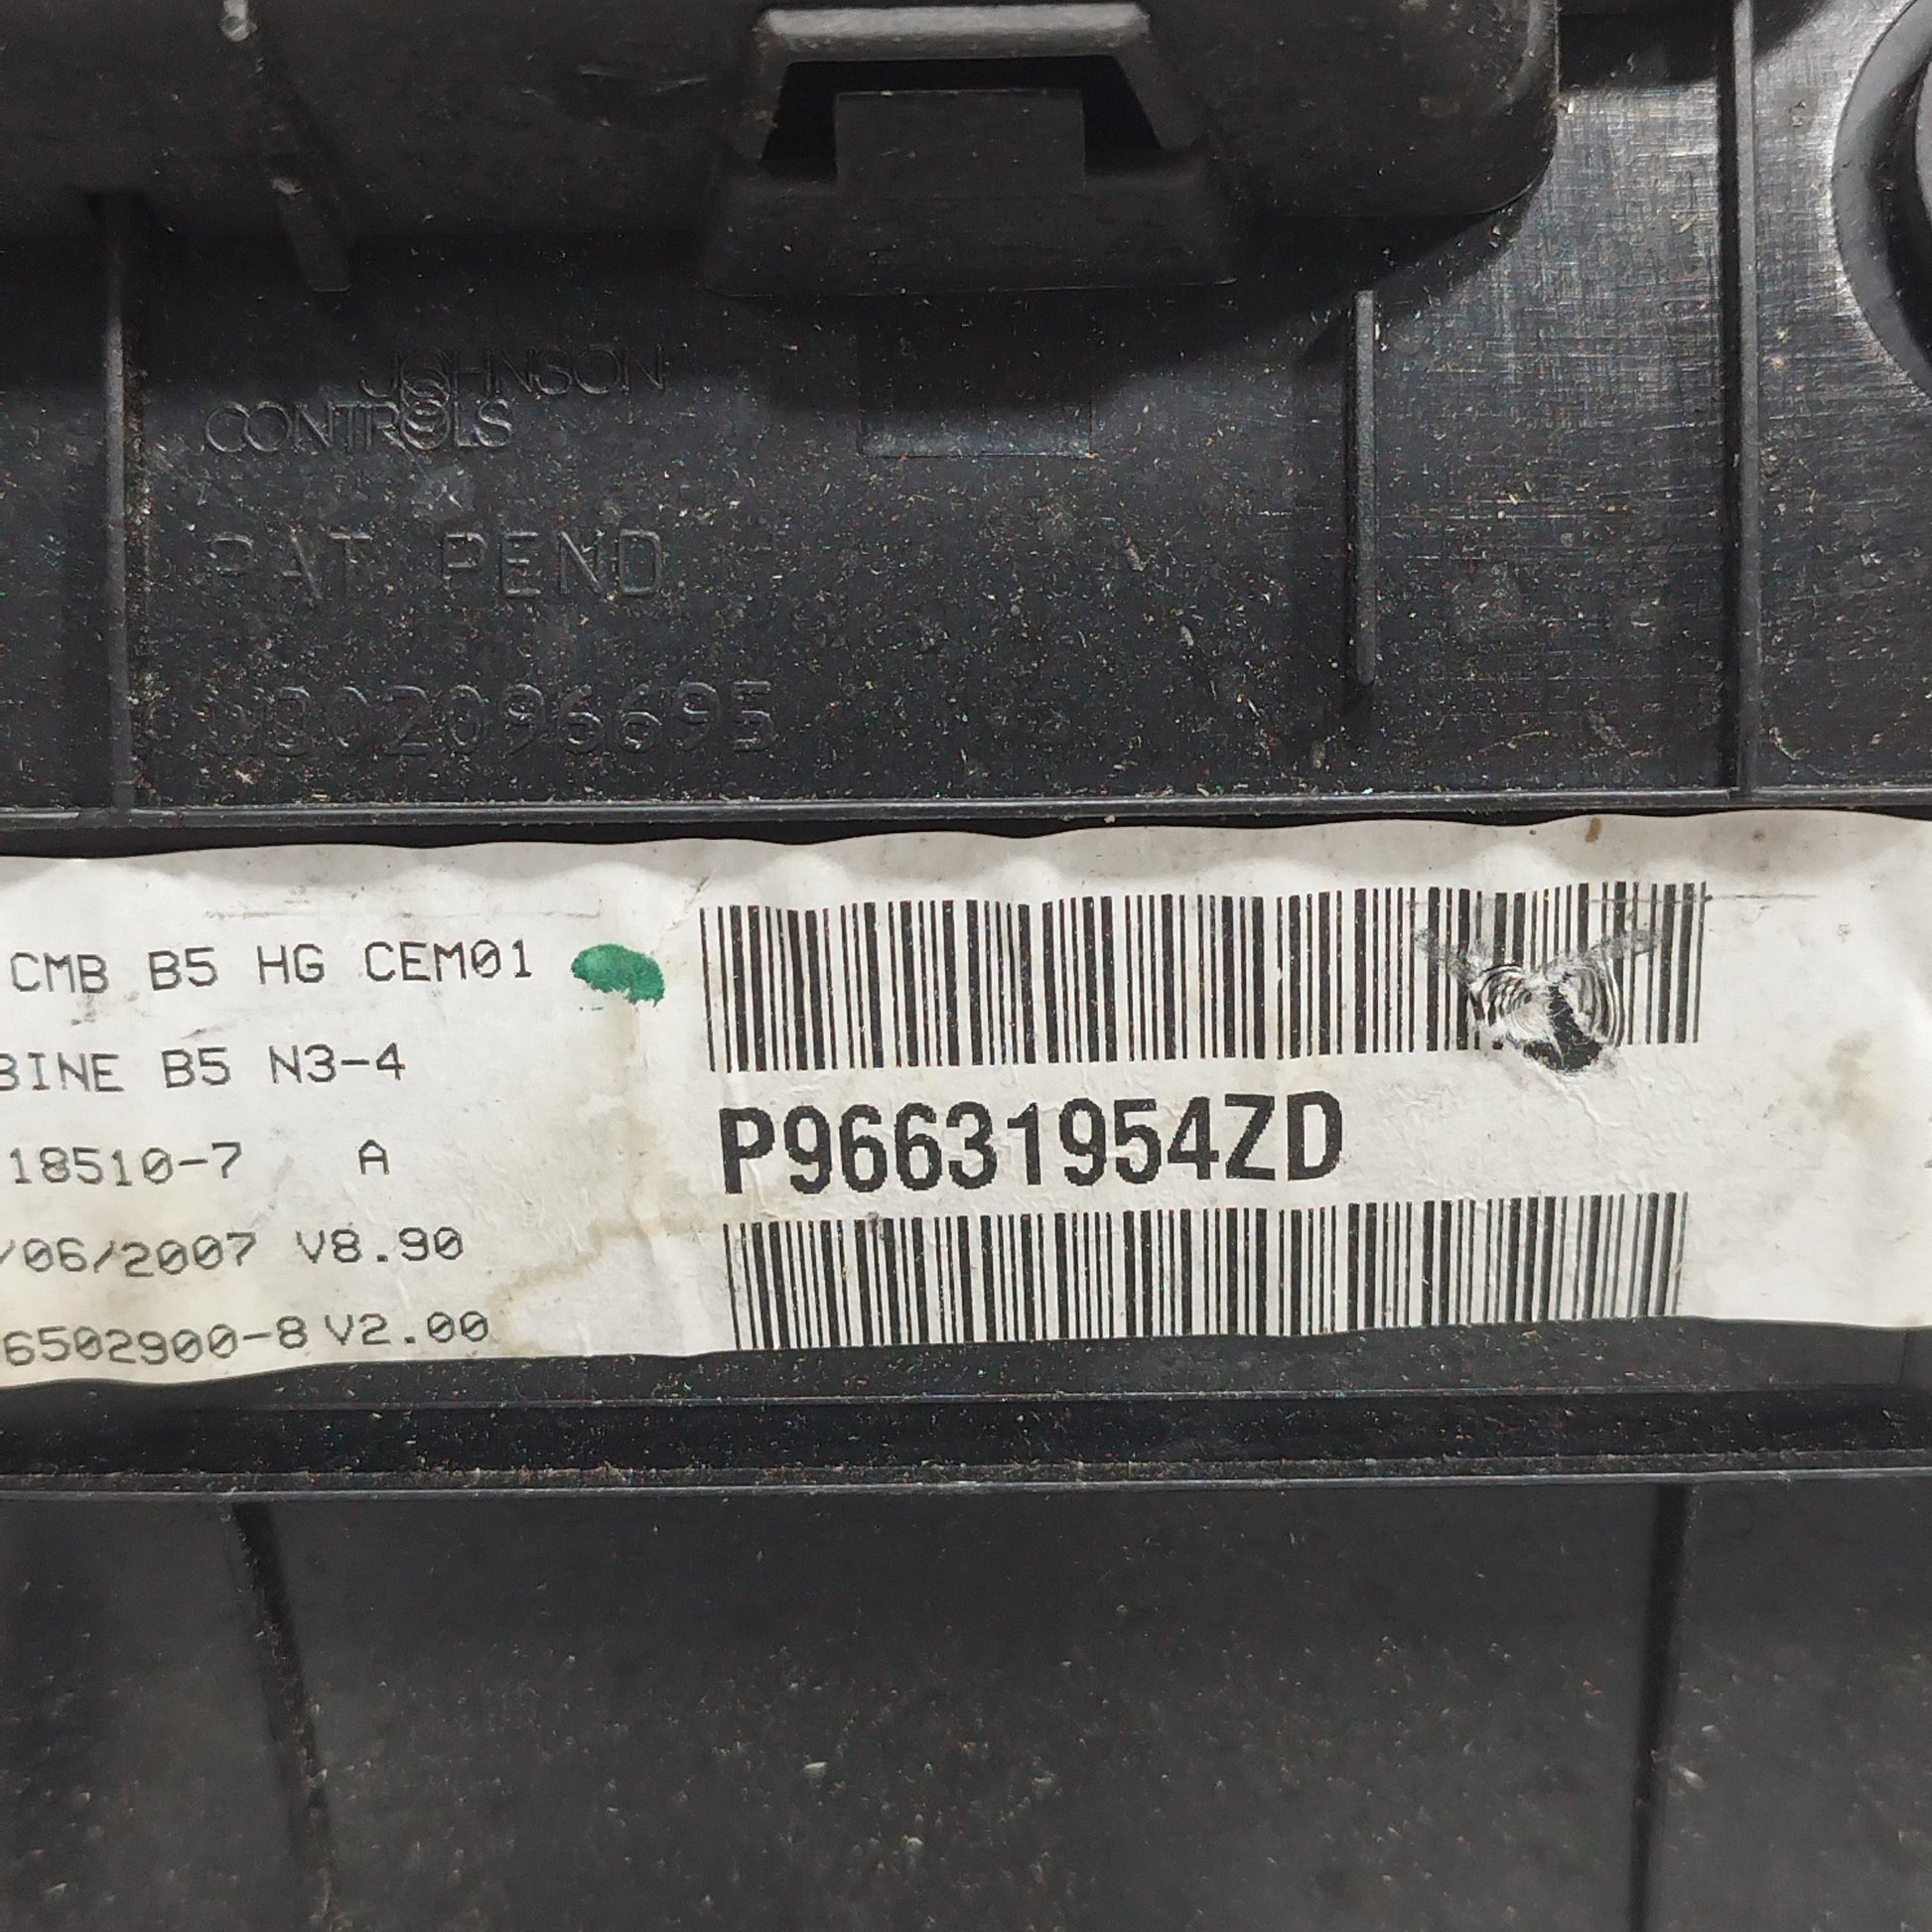 JOHNSON
CONTROLS
PAT PEND
9302096695
CMB B5 HG CEM01
BINE B5 N3-4
18510-7 A
/06/2007 V8.90
6502900-8 V2.00
P96631954ZD